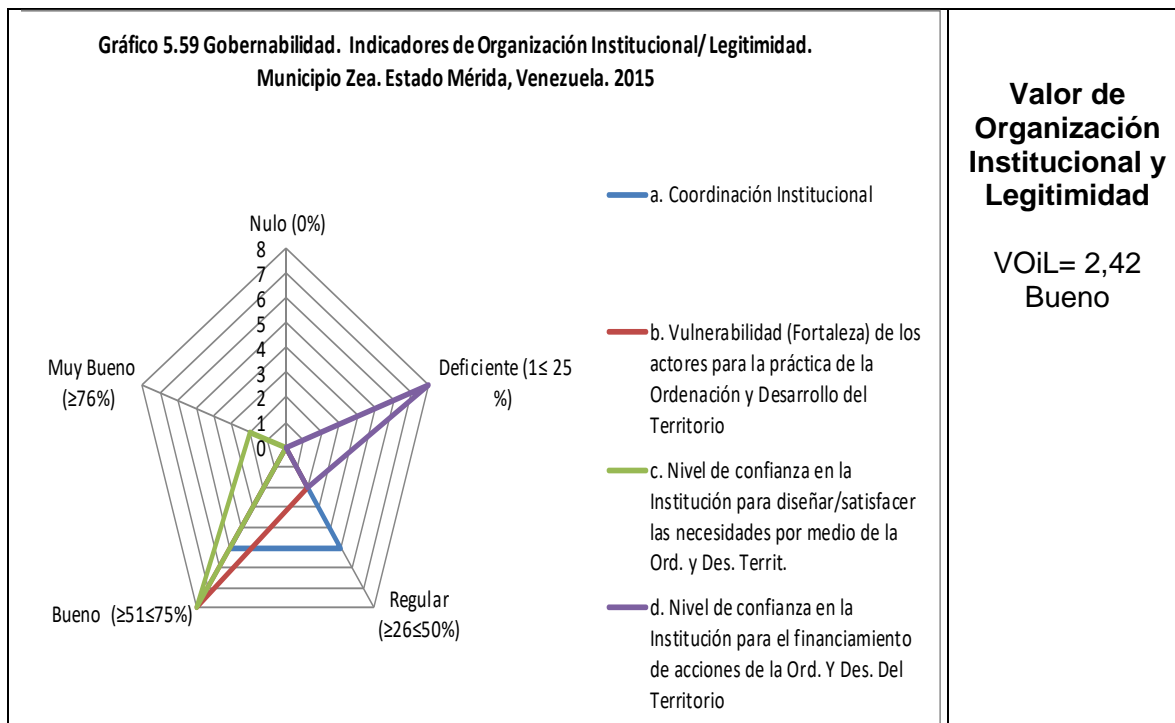 Gráfico 5.59 Gobernabilidad. Indicadores de Organización Institucional/ Legitimidad.
Municipio Zea. Estado Mérida, Venezuela. 2015
Nulo (0%)
8
7
6
5
4
3
2
1
0
Deficiente (1≤ 25
%)
Regular
(≥26≤50%)
Bueno (≥51≤75%)
Muy Bueno
(≥76%)
a. Coordinación Institucional
b. Vulnerabilidad (Fortaleza) de los
actores para la práctica de la
Ordenación y Desarrollo del
Territorio
c. Nivel de confianza en la
Institución para diseñar/satisfacer
las necesidades por medio de la
Ord. y Des. Territ.
d. Nivel de confianza en la
Institución para el financiamiento
de acciones de la Ord. Y Des. Del
Territorio
Valor de
Organización
Institucional y
Legitimidad
VOiL= 2,42
Bueno